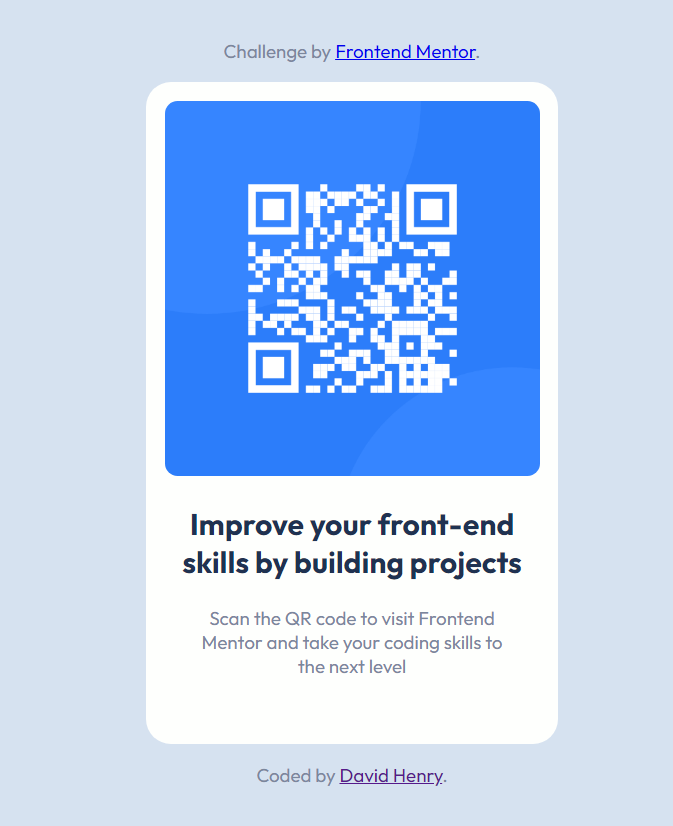 Challenge by Frontend Mentor.
Improve your front-end
skills by building projects
Scan the QR code to visit Frontend
Mentor and take your coding skills to
the next level
Coded by David Henry.